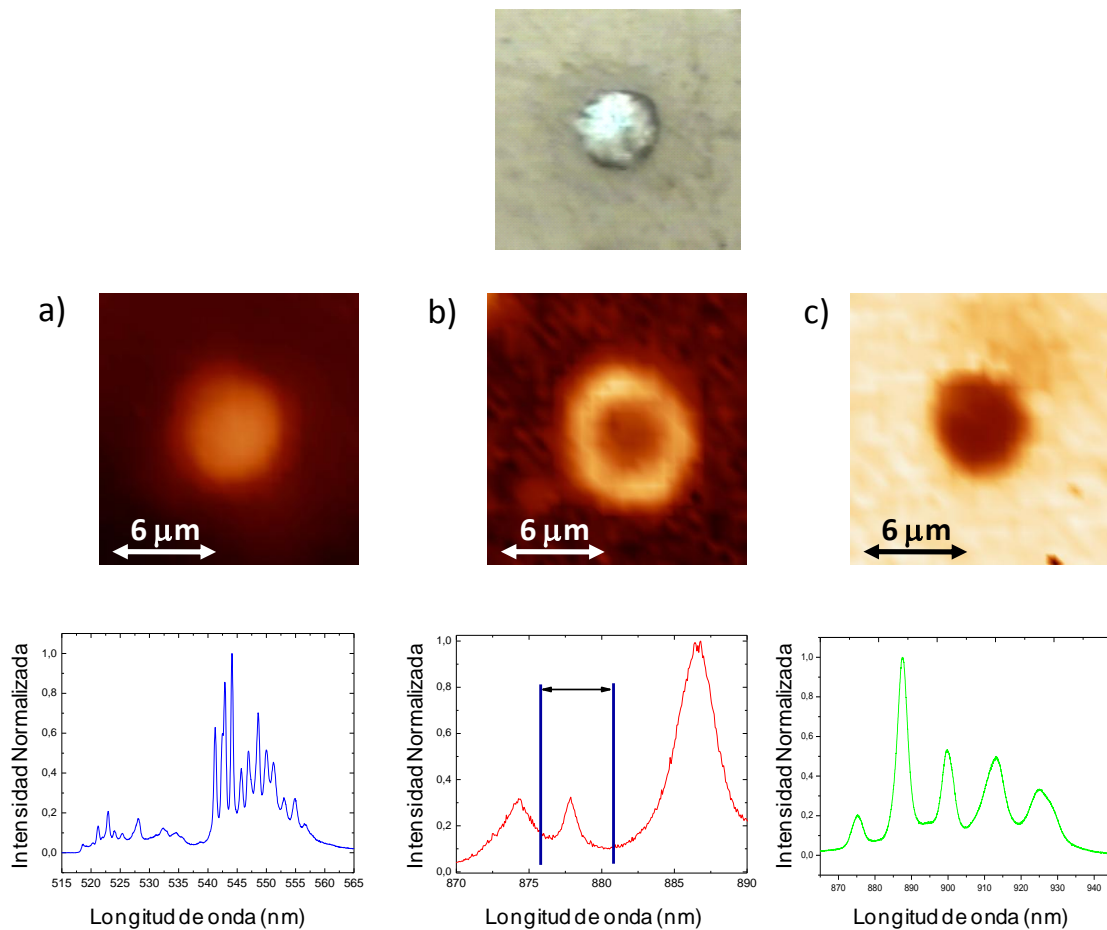 a)
b)
c)
6 μm
6 μm
6 μm
Intensidad Normalizada
1,0
0,8
0,6
0,4
0,2
0,0
515 520 525 530 535 540 545 550 555 560 565
Longitud de onda (nm)
Intensidad Normalizada
1,0
0,8
0,6
0,4
0,2
0,0
870 875 880 885 890
Longitud de onda (nm)
Intensidad Normalizada
1,0
0,8
0,6
0,4
0,2
0,0
870 880 890 900 910 920 930 940
Longitud de onda (nm)